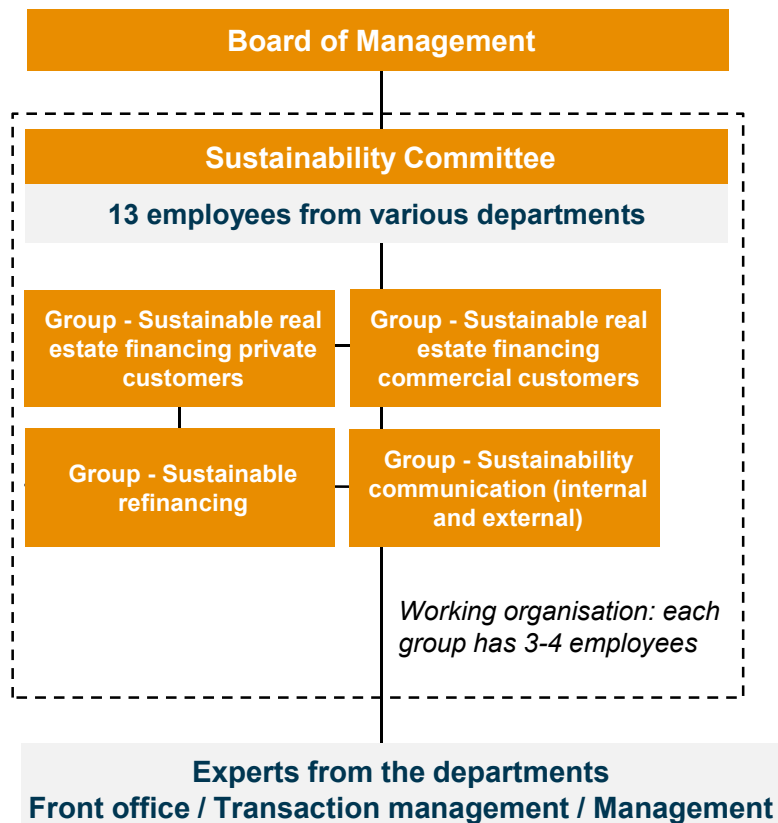 Board of Management
Sustainability Committee
13 employees from various departments
Group - Sustainable real
estate financing private
customers
Group - Sustainable real
estate financing
commercial customers
Group - Sustainable
refinancing
Group - Sustainability
communication (internal
and external)
Working organisation: each
group has 3-4 employees
Experts from the departments
Front office / Transaction management / Management